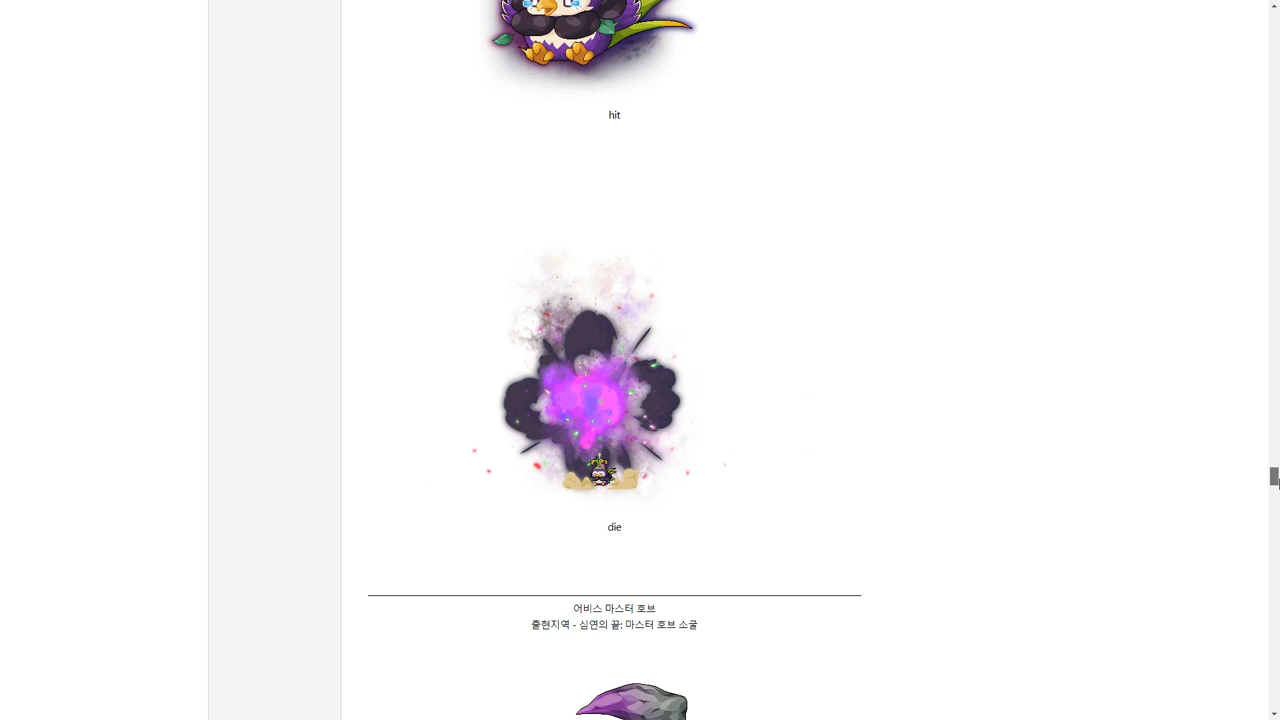 hit
die
어비스 마스터 호브
출현지역 - 심연의 끝; 마스터 호브 소굴